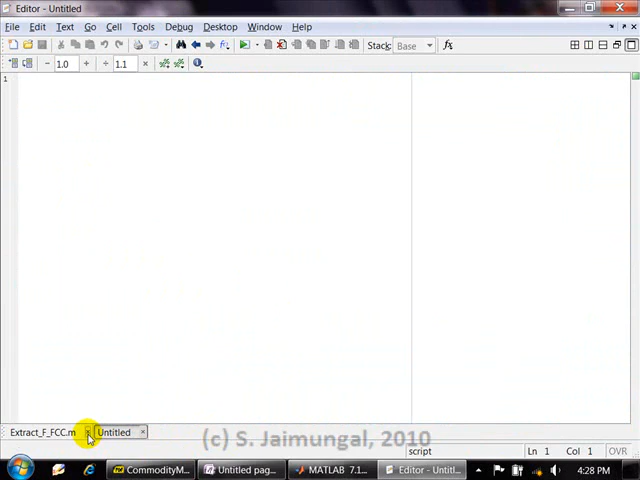 Editor - Untitled
File Edit Text Go Cell Tools Debug Desktop Window Help
Stack: Base fx
1.0 1.1
1
Extract_F_FCC.m Untitled
(c) S. Jaimungal, 2010
script Ln 1 Col 1 OVR
CommodityM... Untitled pag... MATLAB 7.1... Editor - Untitl... 4:28 PM